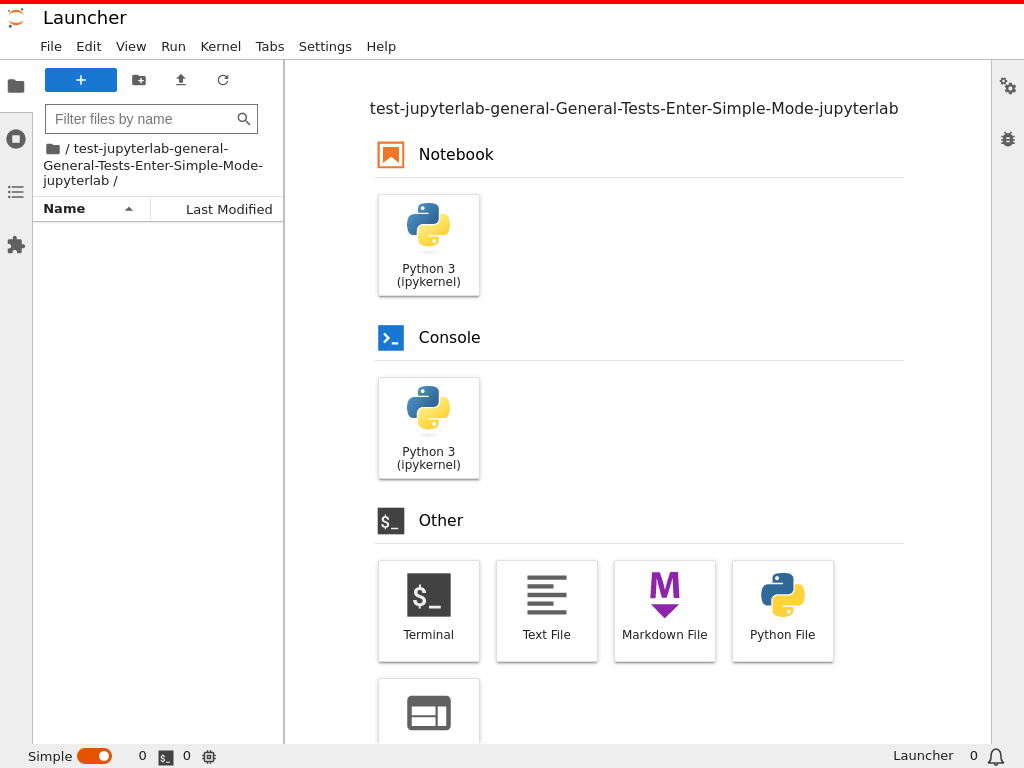 Launcher
File Edit View Run Kernel Tabs Settings Help
Filter files by name
/ test-jupyterlab-general-
General-Tests-Enter-Simple-Mode-
jupyterlab /
Name Last Modified
test-jupyterlab-general-General-Tests-Enter-Simple-Mode-jupyterlab
Notebook
Python 3
(ipykernel)
Console
Python 3
(ipykernel)
$_ Other
$_
Terminal Text File Markdown File Python File
Simple 0 $_ 0 Launcher 0